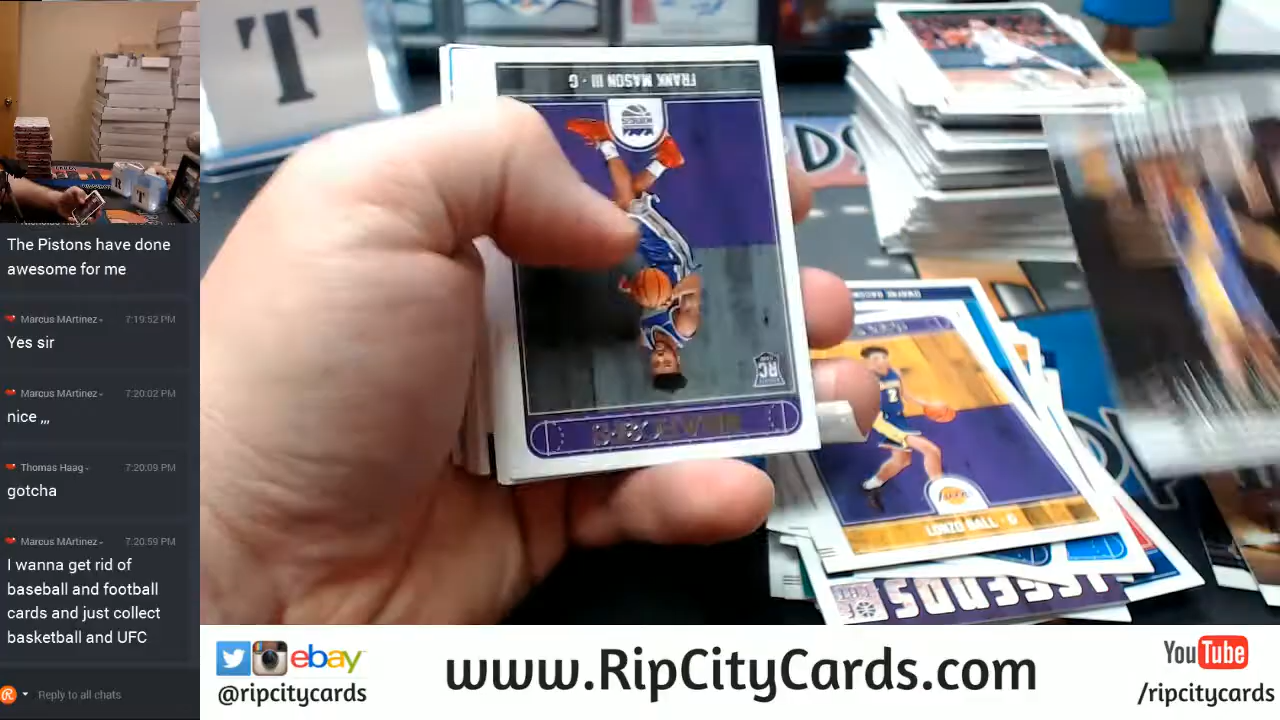 The Pistons have done
awesome for me
Marcus MArtinez 7:19:52 PM
Yes sir
Marcus MArtinez 7:20:02 PM
nice ,,,
Thomas Haag 7:20:09 PM
gotcha
Marcus MArtinez 7:20:59 PM
I wanna get rid of
baseball and football
cards and just collect
basketball and UFC
Reply to all chats
T
R T
FRANK MASON III · G
KINGS
RC
DS
LONZO BALL · G
2
LEGENDS
ebay
@ripcitycards
www.RipCityCards.com
YouTube
/ripcitycards